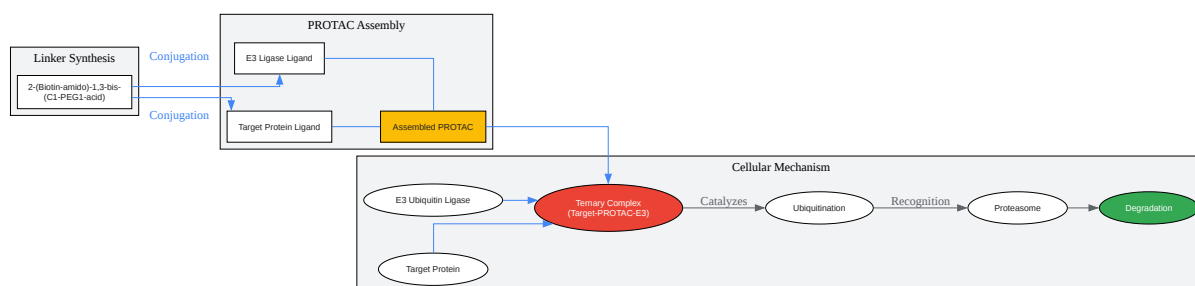 PROTAC Assembly
Linker Synthesis
Conjugation
E3 Ligase Ligand
2-(Biotin-amido)-1,3-bis-
(C1-PEG1-acid)
Conjugation
Target Protein Ligand
Assembled PROTAC
Cellular Mechanism
E3 Ubiquitin Ligase
Ternary Complex
(Target-PROTAC-E3)
Catalyzes
Ubiquitination
Recognition
Proteasome
Degradation
Target Protein